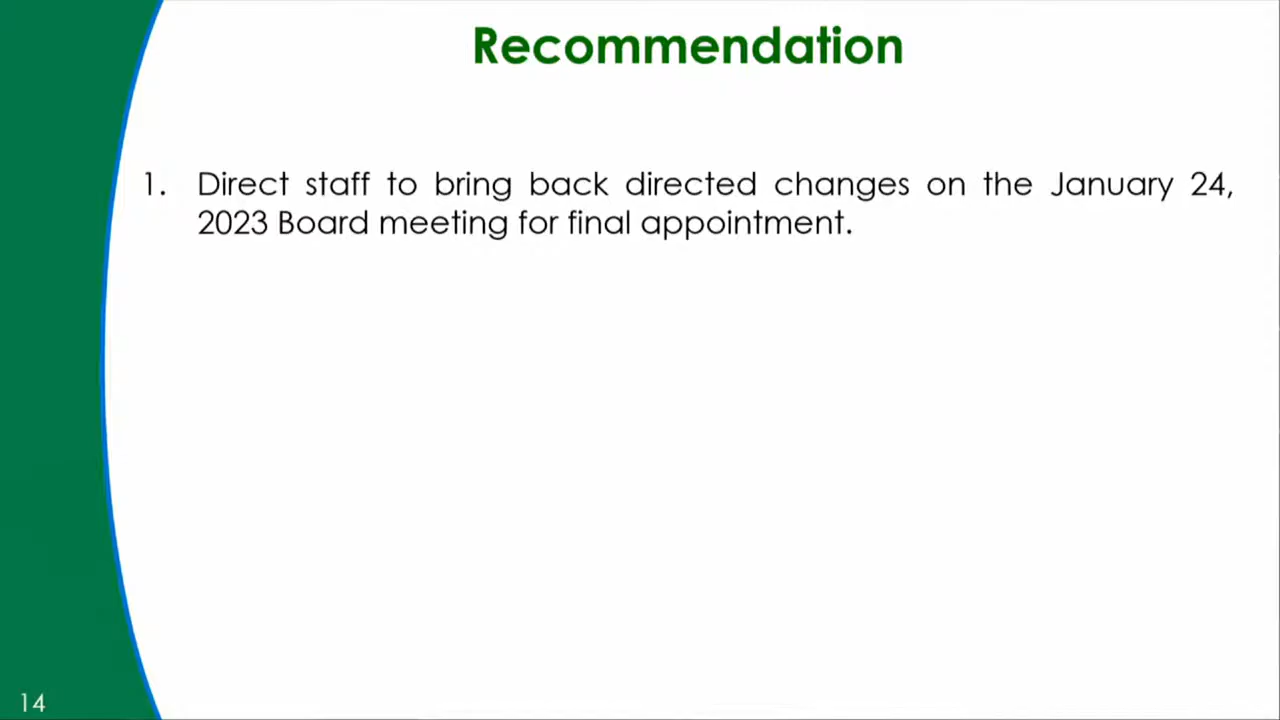 Recommendation
1. Direct staff to bring back directed changes on the January 24,
2023 Board meeting for final appointment.
14